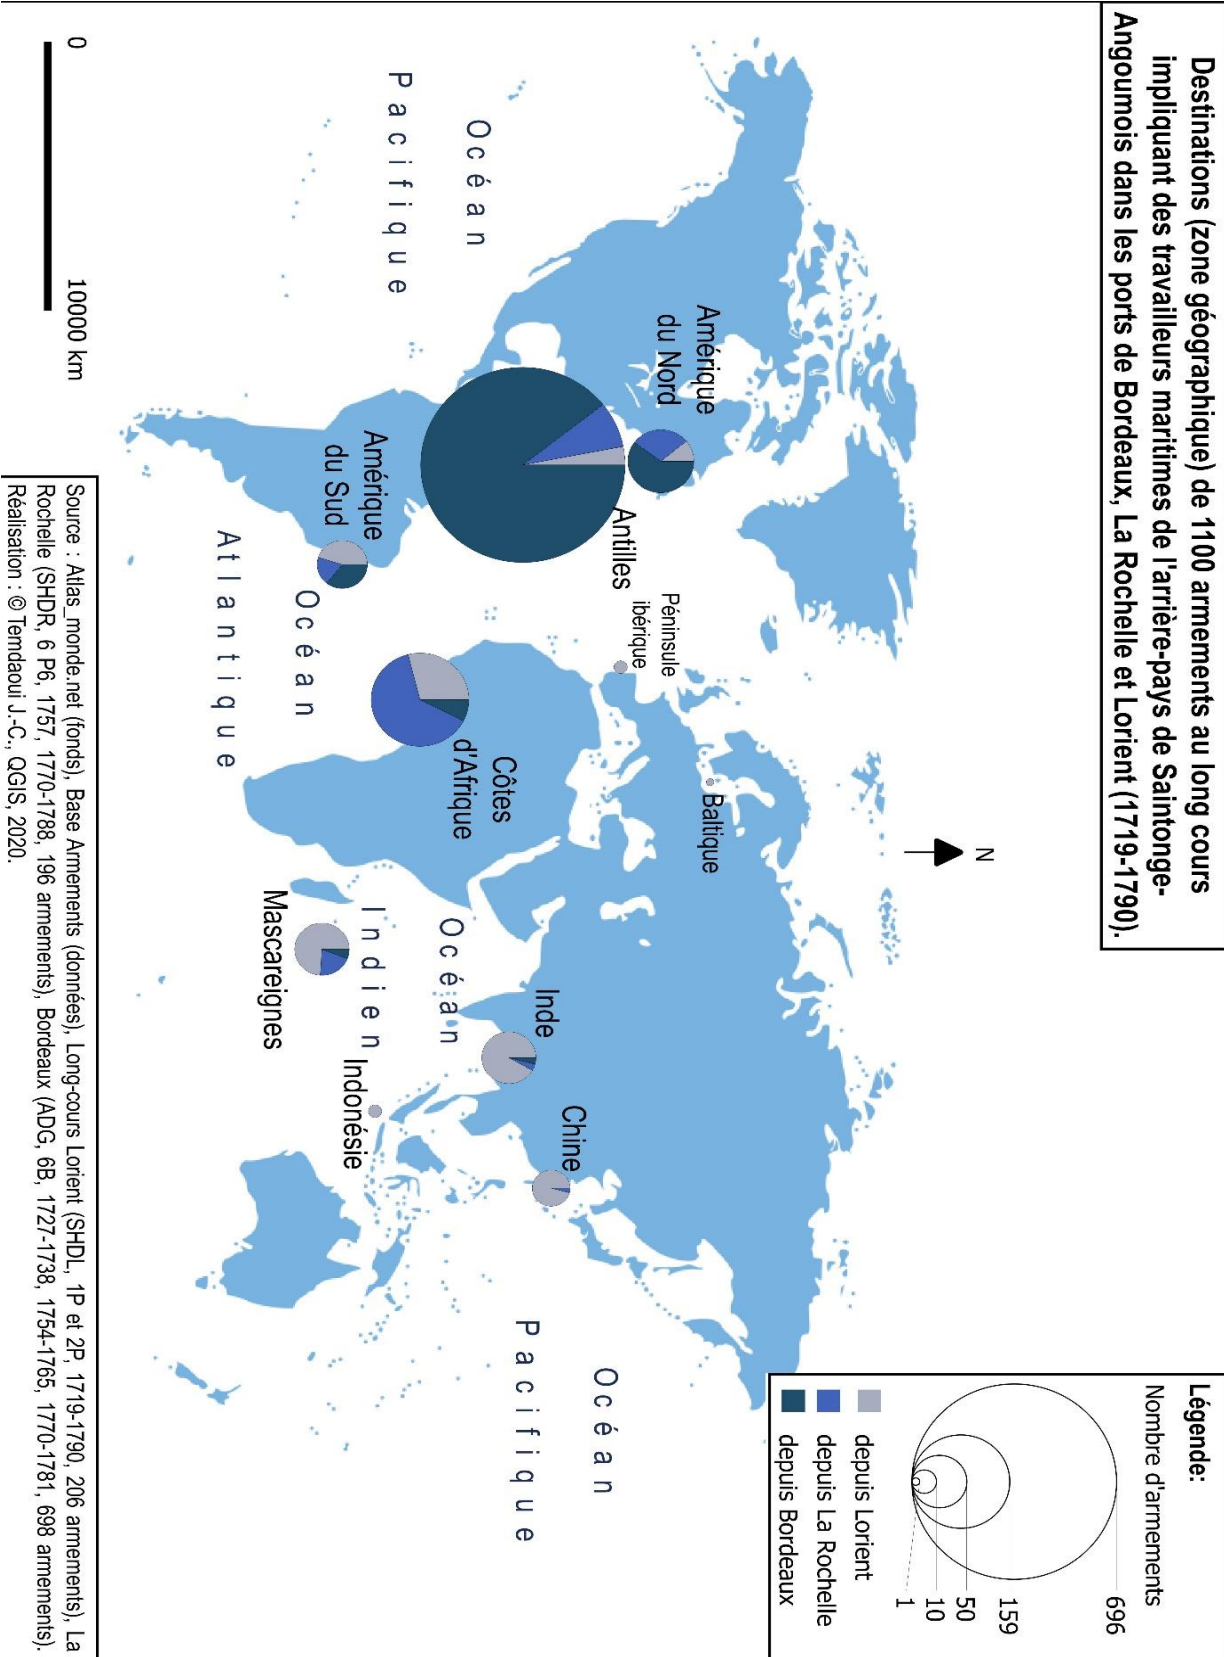 Destinations (zone géographique) de 1100 armements au long cours
impliquant des travailleurs maritimes de l'arrière-pays de Saintonge-
Angoumois dans les ports de Bordeaux, La Rochelle et Lorient (1719-1790).
N
Légende:
Nombre d'armements
696
159
50
10
1
depuis Lorient
depuis La Rochelle
depuis Bordeaux
Amérique
du Nord
Antilles
Péninsule
ibérique
Baltique
Océan
Pacifique
Amérique
du Sud
Océan
Atlantique
Côtes
d'Afrique
Océan
Indien
Mascareignes
Inde
Chine
Indonésie
Océan
Pacifique
0
10000 km
Source : Atlas_monde.net (fonds), Base Armements (données), Long-cours Lorient (SHDL, 1P et 2P, 1719-1790, 206 armements), La
Rochelle (SHDR, 6 P6, 1757, 1770-1788, 196 armements), Bordeaux (ADG, 6B, 1727-1738, 1754-1765, 1770-1781, 698 armements).
Réalisation : © Temdaoui J.-C., QGIS, 2020.